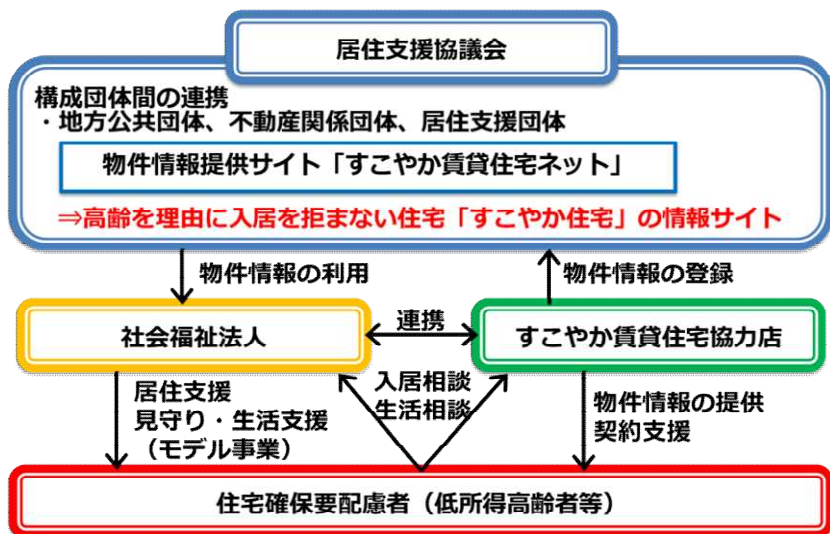 居住支援協議会
構成団体間の連携
・地方公共団体、不動産関係団体、居住支援団体
物件情報提供サイト「すこやか賃貸住宅ネット」
⇒高齢を理由に入居を拒まない住宅「すこやか住宅」の情報サイト
物件情報の利用
物件情報の登録
社会福祉法人
連携
すこやか賃貸住宅協力店
居住支援
見守り・生活支援
（モデル事業）
入居相談
生活相談
物件情報の提供
契約支援
住宅確保要配慮者（低所得高齢者等）